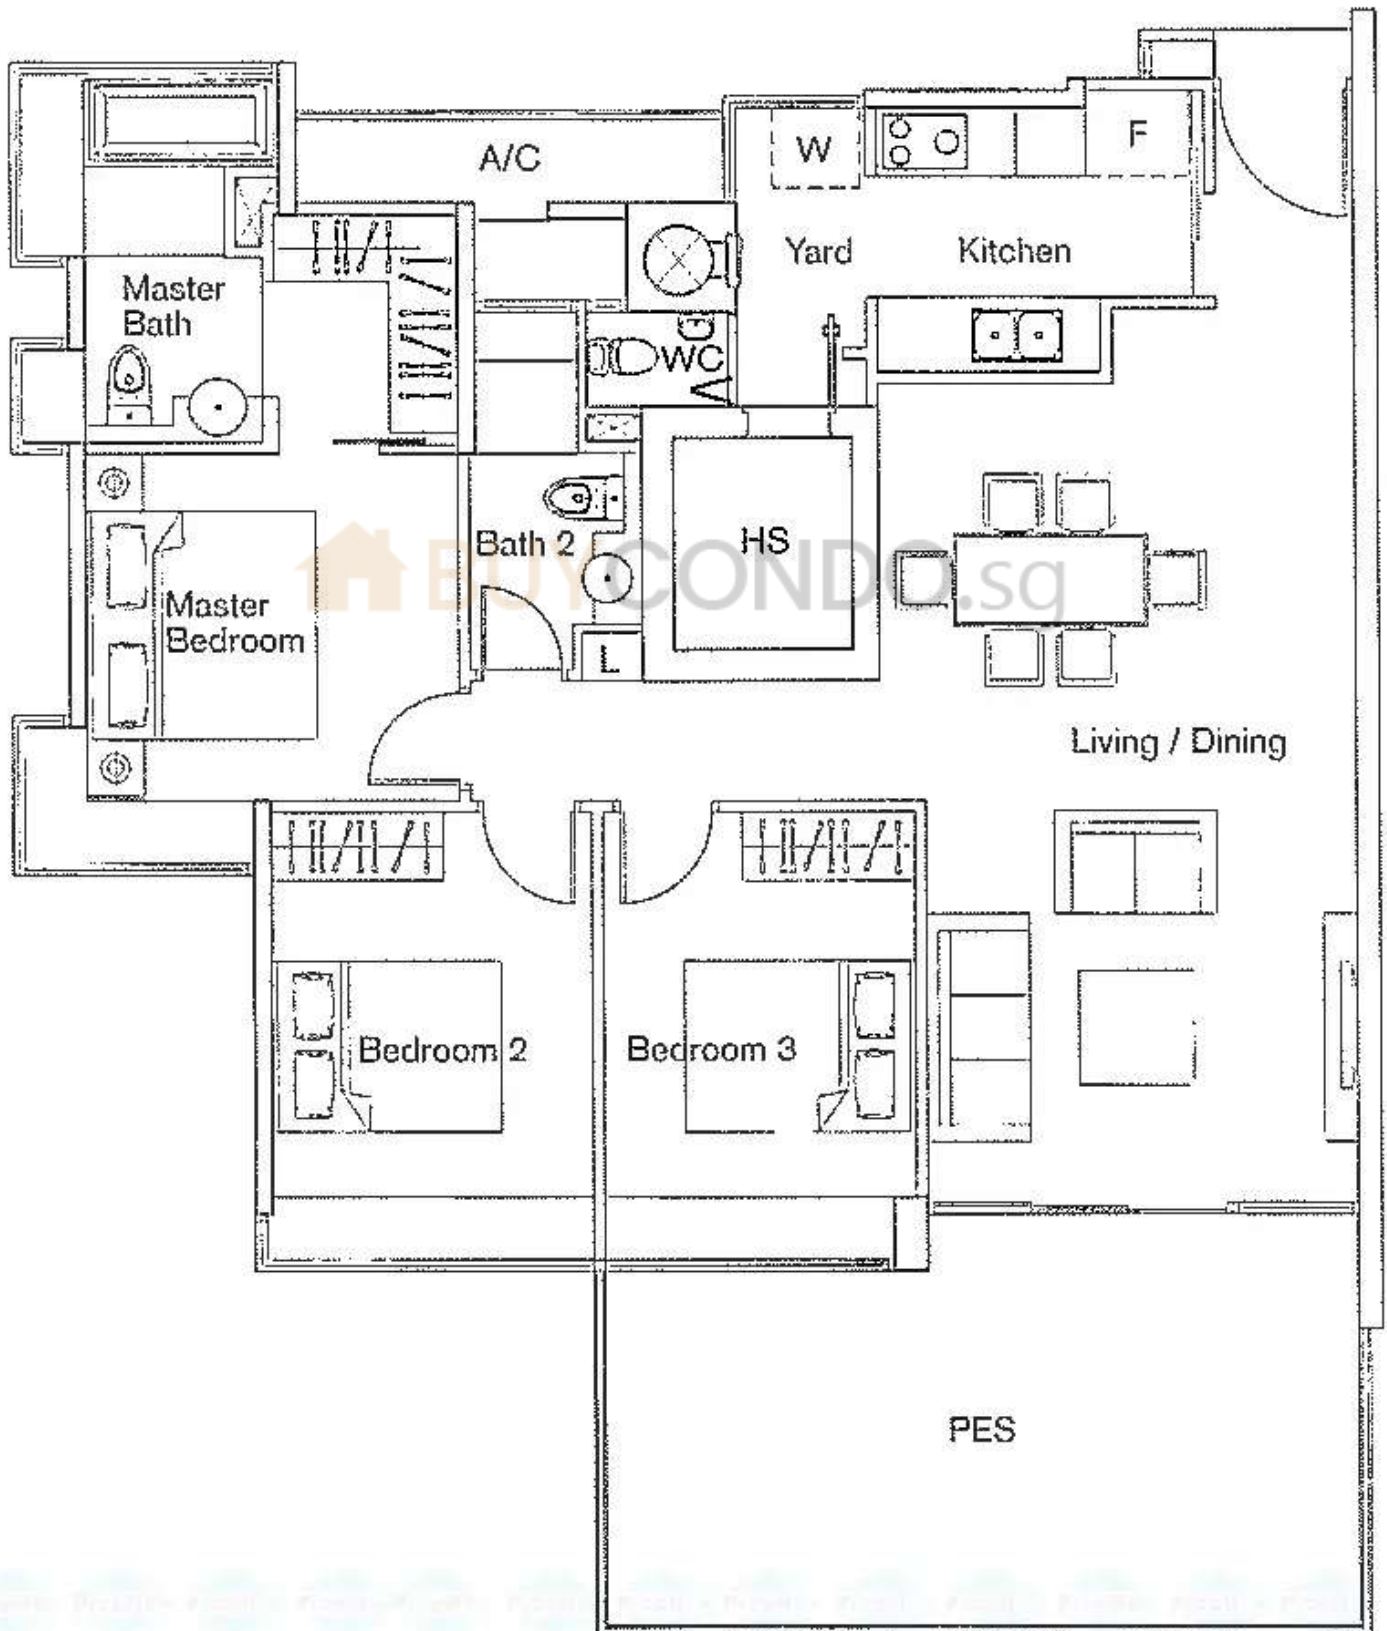 A/C
W
F
Yard
Kitchen
Master
Bath
WC
Bath 2
HS
BUYCONDO.sg
Master
Bedroom
L
Living / Dining
Bedroom 2
Bedroom 3
PES